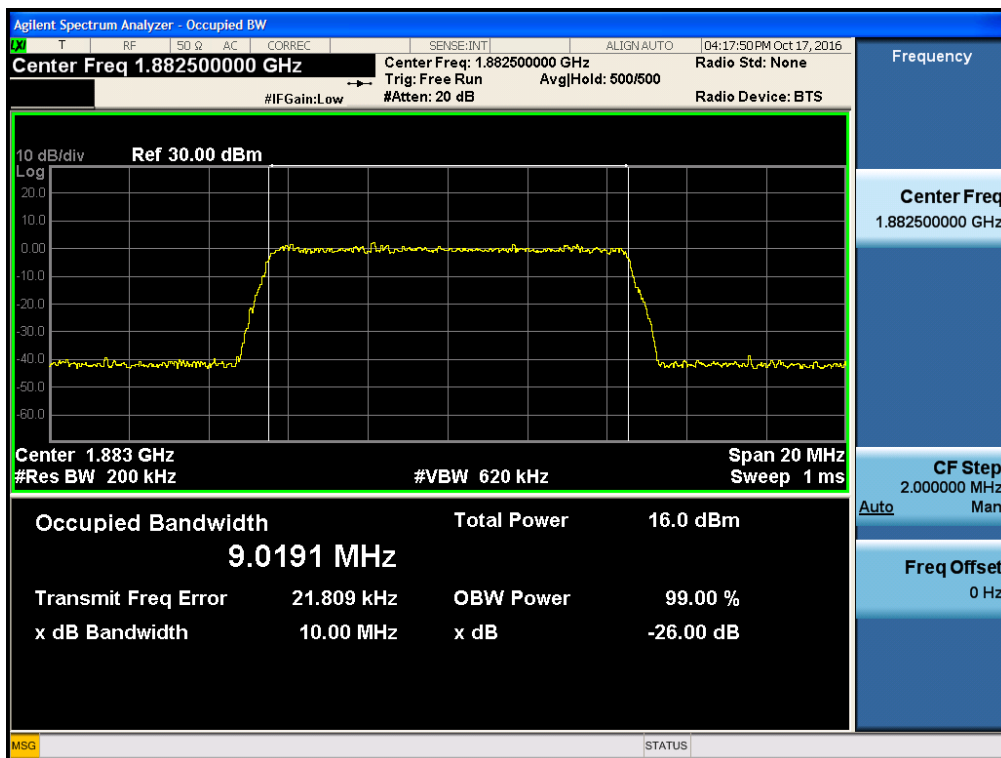 Agilent Spectrum Analyzer - Occupied BW
LXI T RF 50 Ω AC CORREC SENSE:INT ALIGN AUTO 04:17:50 PM Oct 17, 2016
Center Freq 1.882500000 GHz
Center Freq: 1.882500000 GHz
Radio Std: None
Trig: Free Run Avg|Hold: 500/500
#IFGain:Low
#Atten: 20 dB
Radio Device: BTS
10 dB/div Ref 30.00 dBm
Log
20.0
10.0
0.00
-10.0
-20.0
-30.0
-40.0
-50.0
-60.0
Center 1.883 GHz Span 20 MHz
#Res BW 200 kHz #VBW 620 kHz Sweep 1 ms
Occupied Bandwidth Total Power 16.0 dBm
9.0191 MHz
Transmit Freq Error 21.809 kHz OBW Power 99.00 %
x dB Bandwidth 10.00 MHz x dB -26.00 dB
Frequency
Center Freq
1.882500000 GHz
CF Step
2.000000 MHz
Auto Man
Freq Offset
0 Hz
MSG STATUS